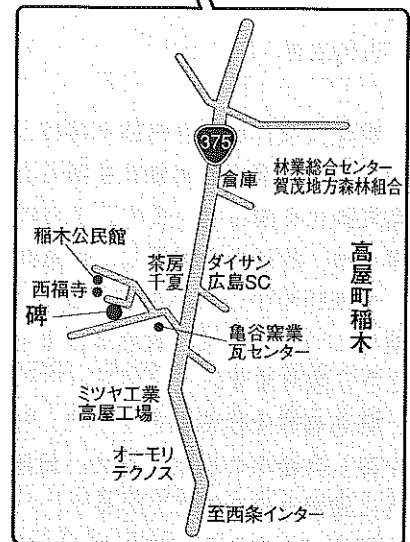 375
倉庫
林業総合センター
賀茂地方森林組合
稲木公民館
西福寺
碑
茶房
千夏
ダイサン
広島SC
高屋町稲木
亀谷窯業
瓦センター
ミツヤ工業
高屋工場
オーモリ
テクノス
至西条インター